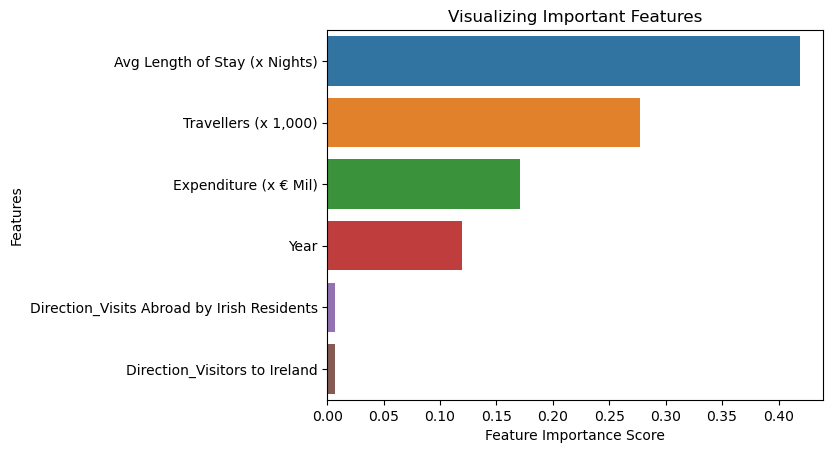 Visualizing Important Features
Features
Avg Length of Stay (x Nights)
Travellers (x 1,000)
Expenditure (x € Mil)
Year
Direction_Visits Abroad by Irish Residents
Direction_Visitors to Ireland
0.00 0.05 0.10 0.15 0.20 0.25 0.30 0.35 0.40
Feature Importance Score